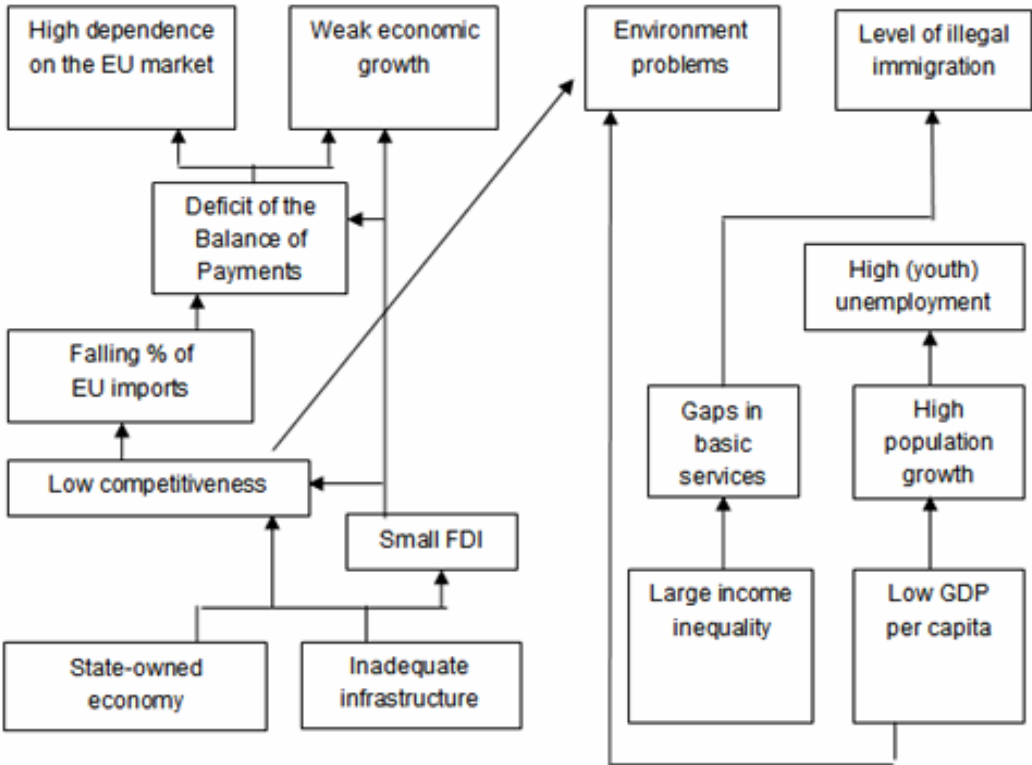 High dependence
on the EU market
Weak economic
growth
Environment
problems
Level of illegal
immigration
Deficit of the
Balance of
Payments
High (youth)
unemployment
Falling % of
EU imports
Gaps in
basic
services
High
population
growth
Low competitiveness
Small FDI
Large income
inequality
Low GDP
per capita
State-owned
economy
Inadequate
infrastructure